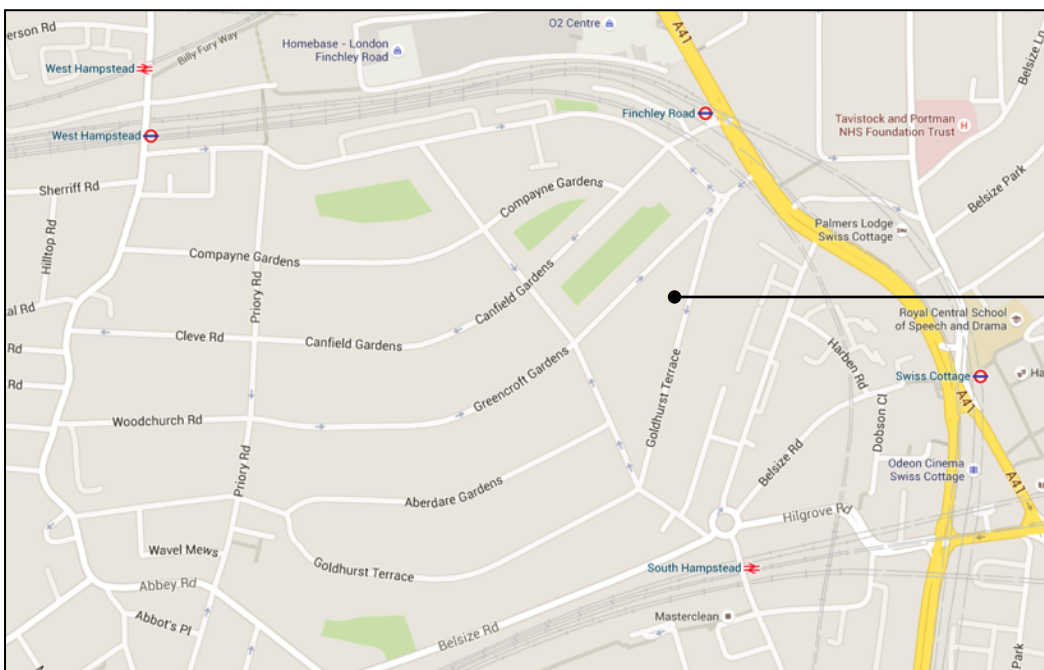 erson Rd
O2 Centre
A41
Belsize Ln
Billy Fury Way
Homebase - London
Finchley Road
West Hampstead
West Hampstead
Finchley Road
Tavistock and Portman
NHS Foundation Trust
H
Sherriff Rd
Compayne Gardens
Belsize Park
Hilltop Rd
Palmers Lodge
Swiss Cottage
Compayne Gardens
Priory Rd
Canfield Gardens
al Rd
Royal Central School
of Speech and Drama
Cleve Rd
Canfield Gardens
Rd
Harben Rd
Greencroft Gardens
Goldhurst Terrace
Swiss Cottage
Ha
Rd
A41
Woodchurch Rd
Dobson Cl
Belsize Rd
Priory Rd
Odeon Cinema
Swiss Cottage
A41
Aberdare Gardens
Hilgrove Rd
Wavel Mews
Goldhurst Terrace
South Hampstead
Abbey Rd
Masterclean
Abbot's Pl
Belsize Rd
Park